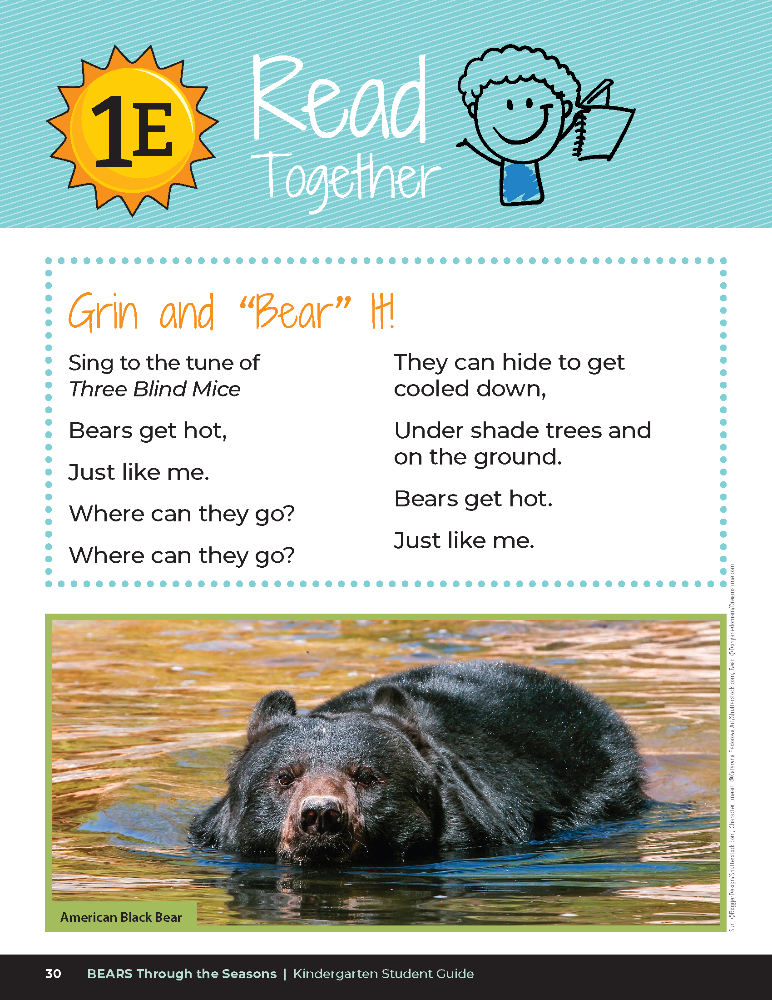 1E
Read
Together
Grin and “Bear” It!
Sing to the tune of
Three Blind Mice
Bears get hot,
Just like me.
Where can they go?
Where can they go?
They can hide to get
cooled down,
Under shade trees and
on the ground.
Bears get hot.
Just like me.
Sun: ©RoggerDesign/Shutterstock.com; Character Lineart: @Kateryna Fedorova Art/Shutterstock.com; Bear: ©Donyanedomam/Dreamstime.com
American Black Bear
30 BEARS Through the Seasons | Kindergarten Student Guide